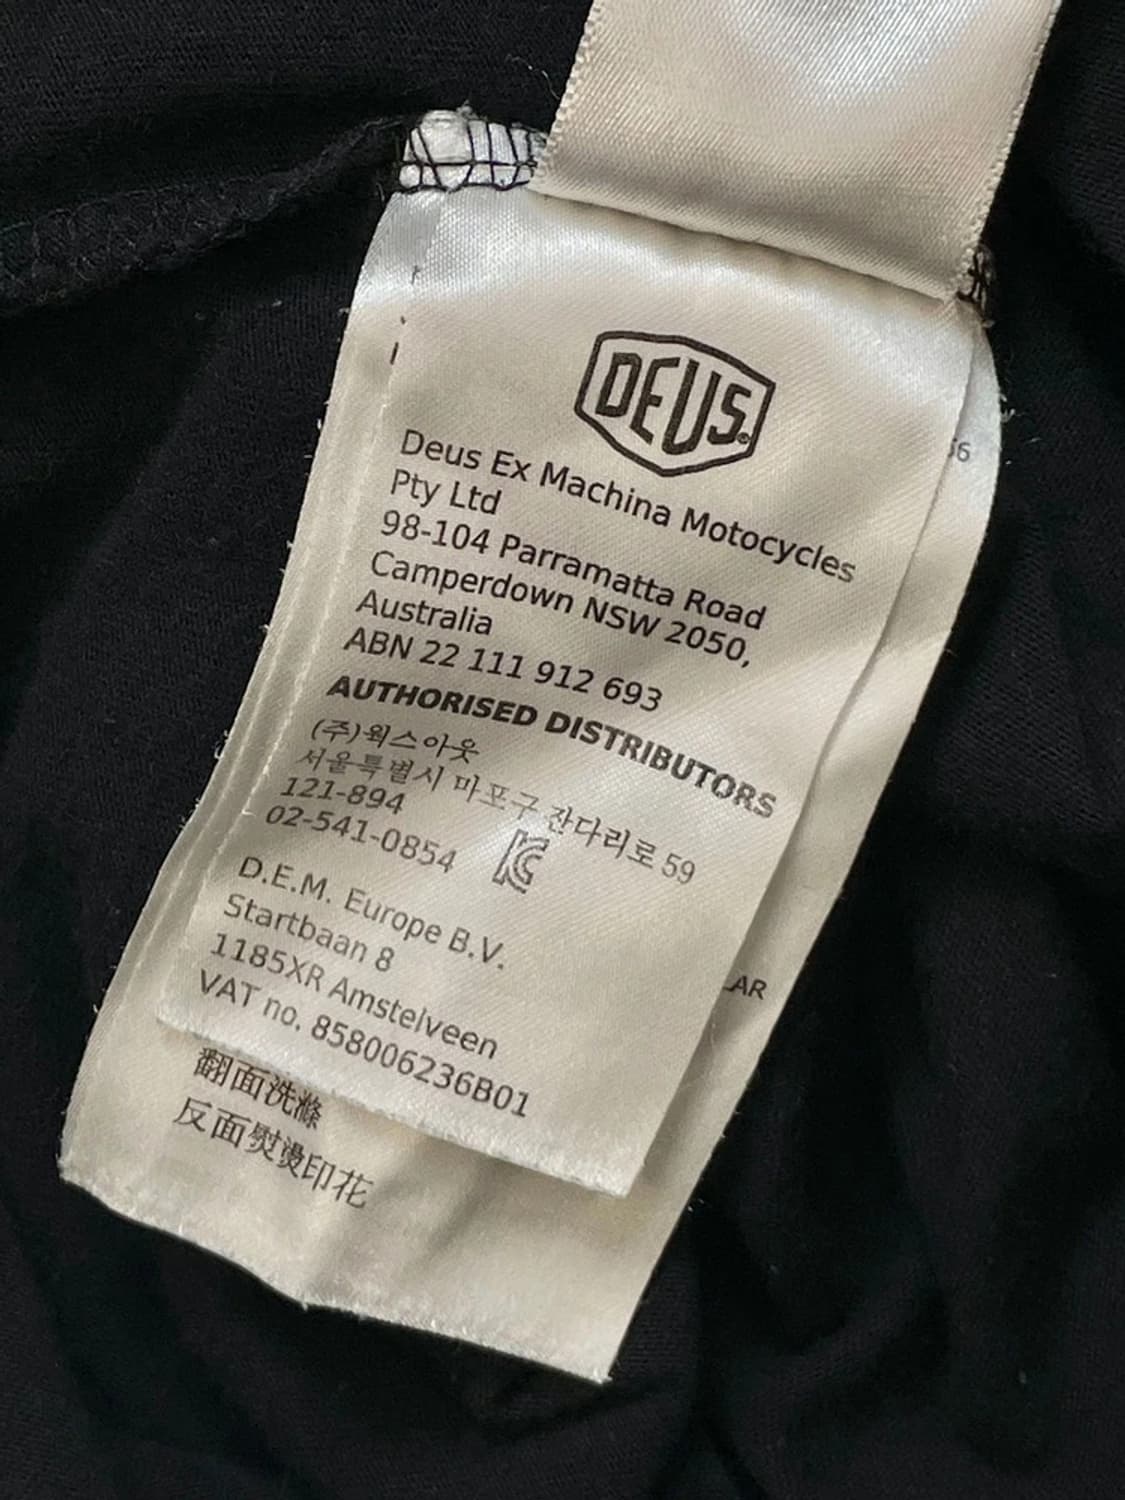 DEUS.®
Deus Ex Machina Motocycles
Pty Ltd
98-104 Parramatta Road
Camperdown NSW 2050,
Australia
ABN 22 111 912 693
AUTHORISED DISTRIBUTORS
(주)웍스아웃
서울특별시 마포구 잔다리로 59
121-894
02-541-0854
D.E.M. Europe B.V.
Startbaan 8
1185XR Amstelveen
VAT no. 858006236B01
翻面洗滌
反面熨燙印花